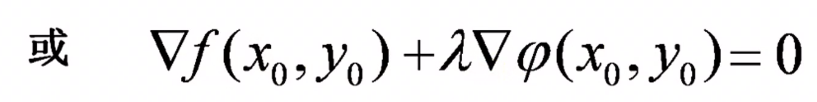 或 ∇f(x₀, y₀) + λ∇φ(x₀, y₀) = 0